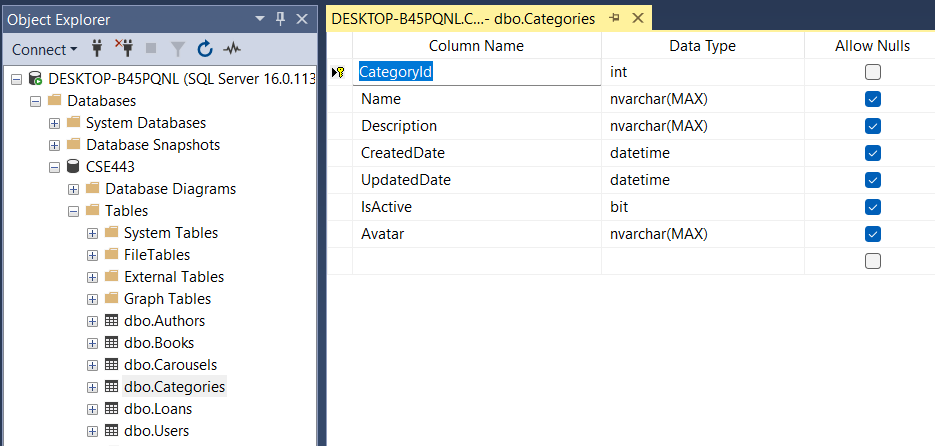 Object Explorer
Connect
DESKTOP-B45PQNL (SQL Server 16.0.113
Databases
System Databases
Database Snapshots
CSE443
Database Diagrams
Tables
System Tables
FileTables
External Tables
Graph Tables
dbo.Authors
dbo.Books
dbo.Carousels
dbo.Categories
dbo.Loans
dbo.Users
DESKTOP-B45PQNL.C...- dbo.Categories
Column Name Data Type Allow Nulls
CategoryId int
Name nvarchar(MAX)
Description nvarchar(MAX)
CreatedDate datetime
UpdatedDate datetime
IsActive bit
Avatar nvarchar(MAX)